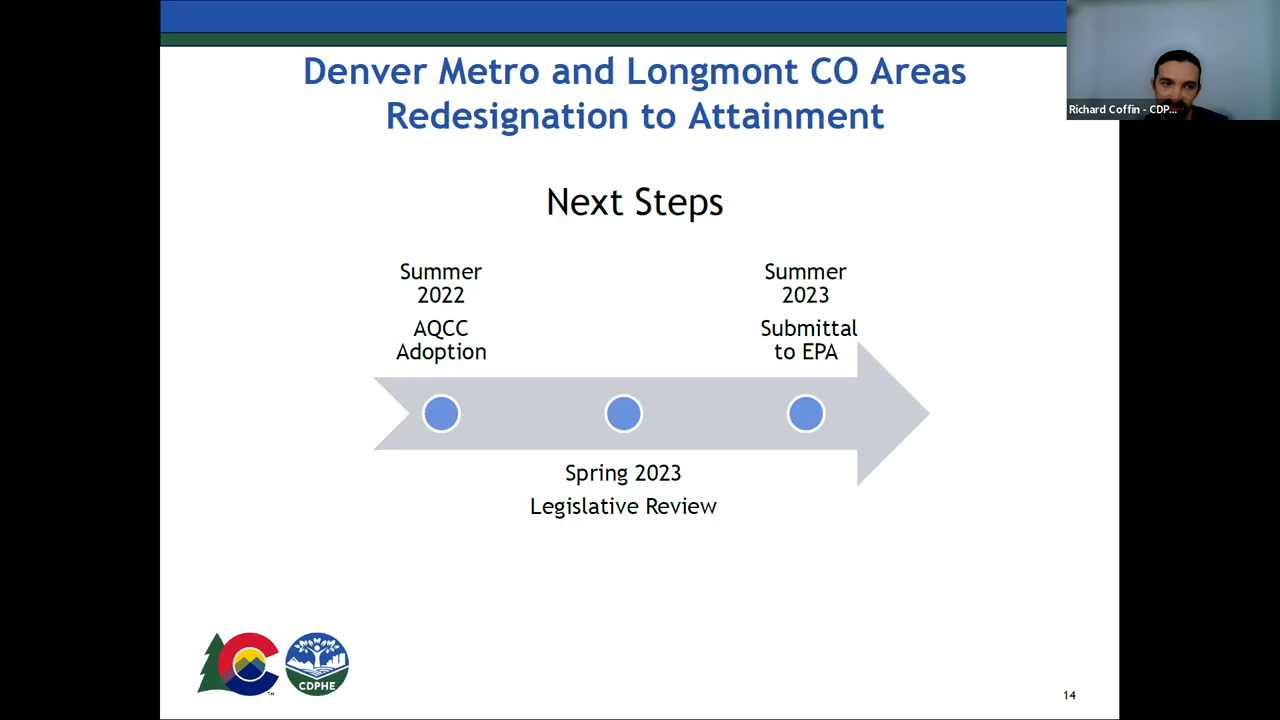 Denver Metro and Longmont CO Areas
Redesignation to Attainment
Richard Coffin - CDP...
Next Steps
Summer
2022
AQCC
Adoption
Summer
2023
Submittal
to EPA
Spring 2023
Legislative Review
CDPHE
TM
14